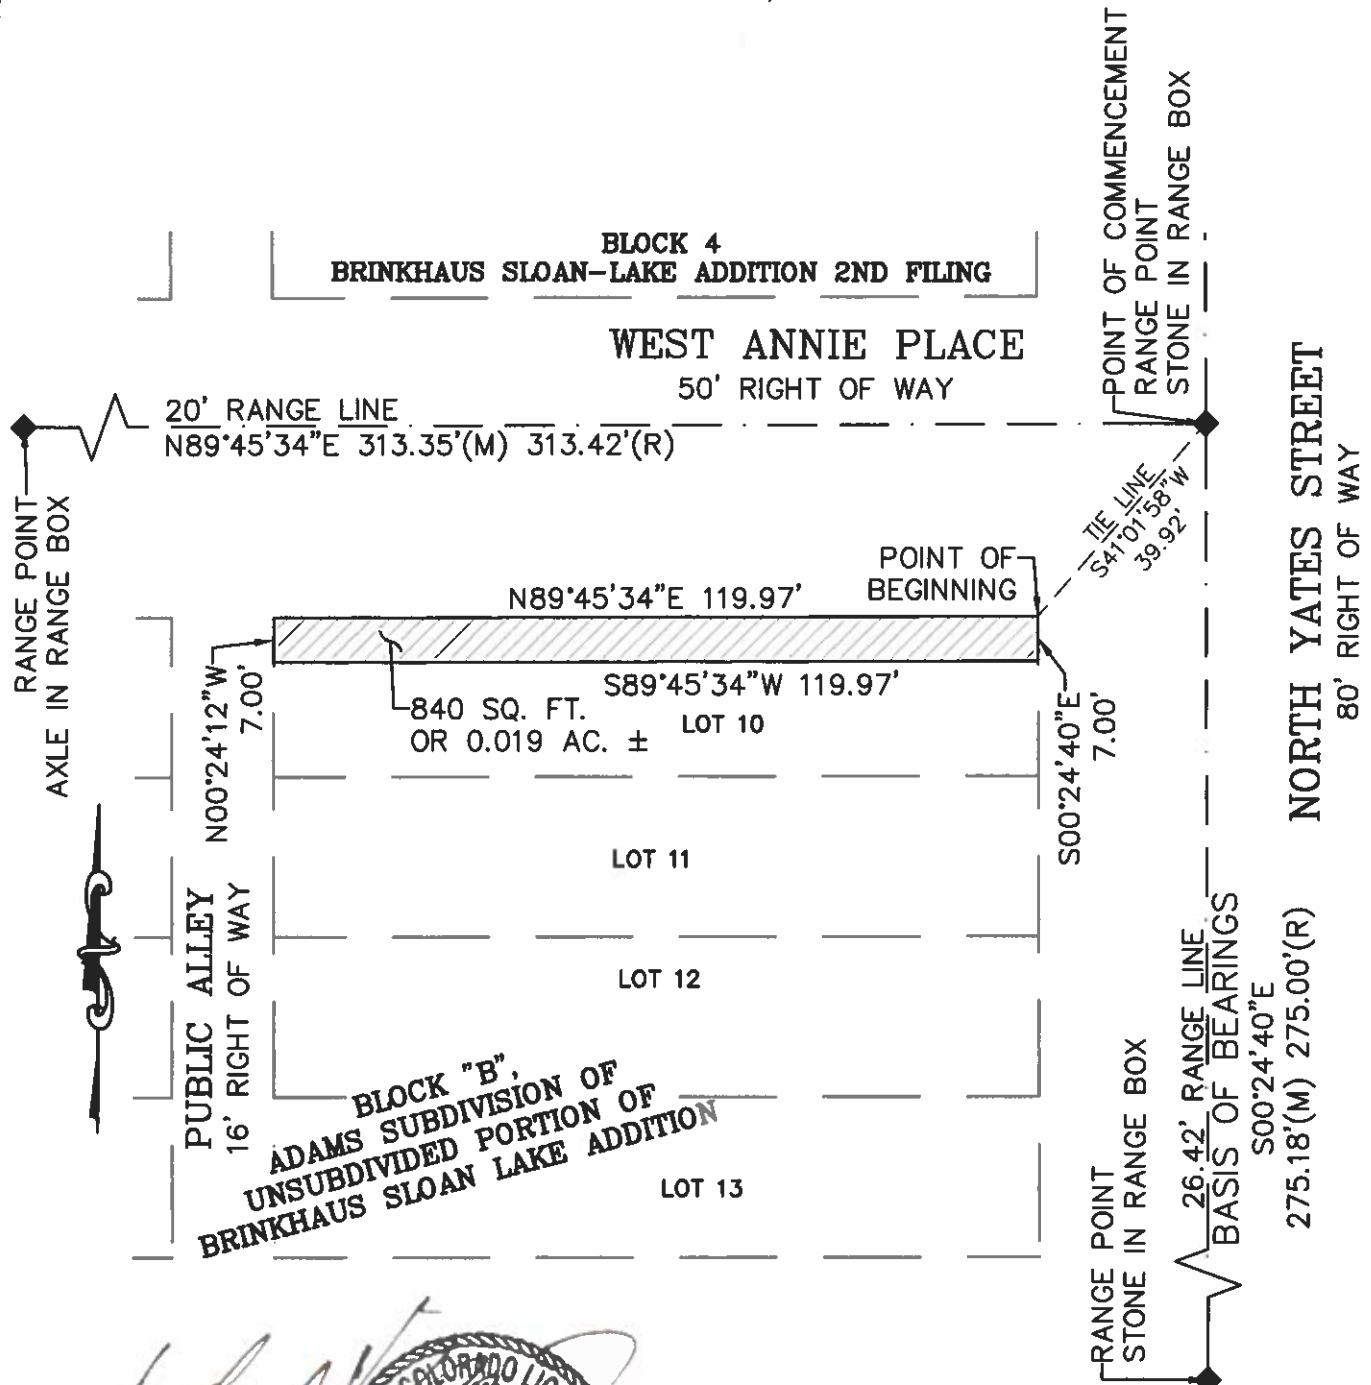 POINT OF COMMENCEMENT
RANGE POINT
STONE IN RANGE BOX
BLOCK 4
BRINKHAUS SLOAN-LAKE ADDITION 2ND FILING
WEST ANNIE PLACE
50' RIGHT OF WAY
20' RANGE LINE
N89°45'34"E 313.35'(M) 313.42'(R)
RANGE POINT
AXLE IN RANGE BOX
TIE LINE
S41°01'58"W
39.92'
NORTH YATES STREET
80' RIGHT OF WAY
POINT OF
BEGINNING
N89°45'34"E 119.97'
S89°45'34"W 119.97'
N00°24'12"W
7.00'
840 SQ. FT.
OR 0.019 AC. ±
LOT 10
S00°24'40"E
7.00'
LOT 11
PUBLIC ALLEY
16' RIGHT OF WAY
LOT 12
BLOCK "B",
ADAMS SUBDIVISION OF
UNSUBDIVIDED PORTION OF
BRINKHAUS SLOAN LAKE ADDITION
LOT 13
26.42' RANGE LINE
BASIS OF BEARINGS
S00°24'40"E
275.18'(M) 275.00'(R)
RANGE POINT
STONE IN RANGE BOX
COLORADO LIC